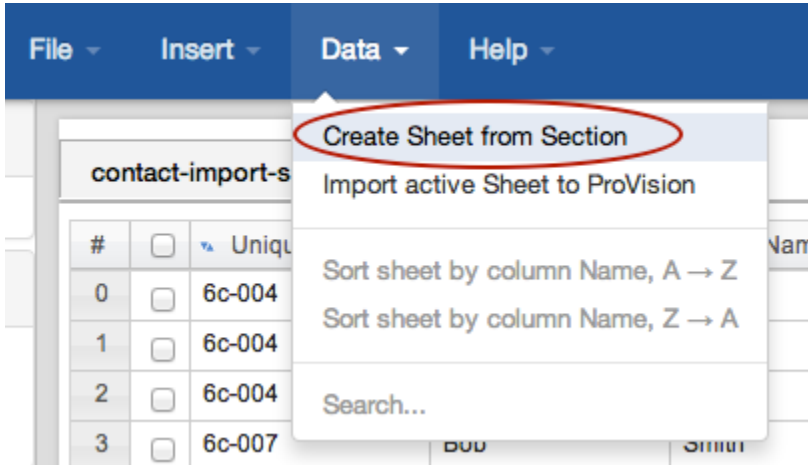 File Insert Data Help
Create Sheet from Section
contact-import-s
Import active Sheet to ProVision
# Uniqu Nam
Sort sheet by column Name, A → Z
0 6c-004
Sort sheet by column Name, Z → A
1 6c-004
2 6c-004
Search...
3 6c-007 Bob Smith